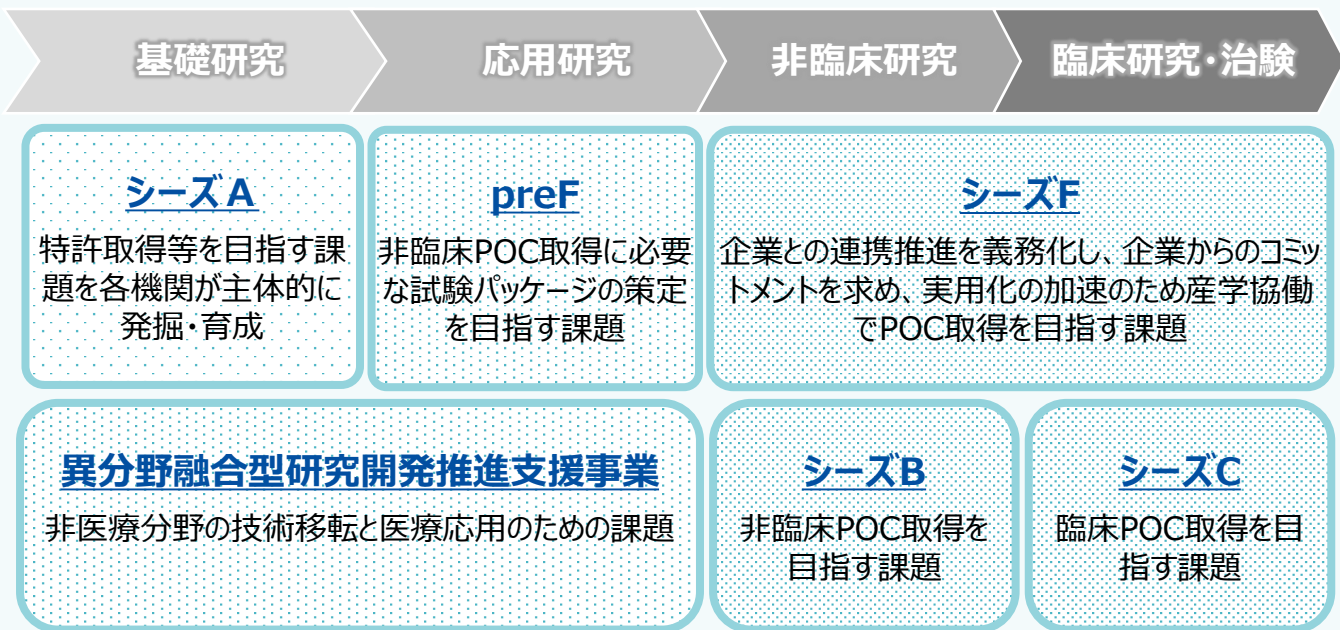 基礎研究
応用研究
非臨床研究
臨床研究・治験
シーズA
特許取得等を目指す課
題を各機関が主体的に
発掘・育成
preF
非臨床POC取得に必要
な試験パッケージの策定
を目指す課題
シーズF
企業との連携推進を義務化し、企業からのコミッ
トメントを求め、実用化の加速のため産学協働
でPOC取得を目指す課題
異分野融合型研究開発推進支援事業
非医療分野の技術移転と医療応用のための課題
シーズB
非臨床POC取得を
目指す課題
シーズC
臨床POC取得を目
指す課題